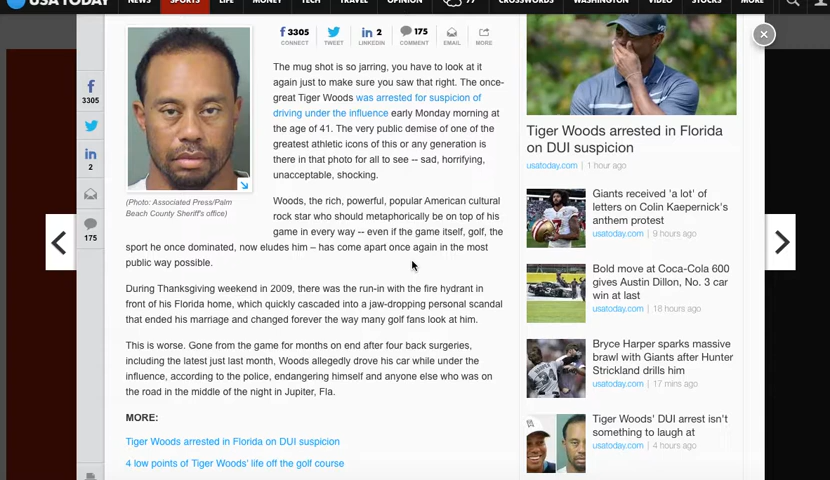 USA TODAY
NEWS SPORTS LIFE MONEY TECH TRAVEL OPINION 77° CROSSWORDS WASHINGTON VIDEO STOCKS MORE
3305
CONNECT
TWEET
2
LINKEDIN
175
COMMENT
EMAIL
MORE
3305
2
175
(Photo: Associated Press/Palm
Beach County Sheriff's office)
The mug shot is so jarring, you have to look at it
again just to make sure you saw that right. The once-
great Tiger Woods was arrested for suspicion of
driving under the influence early Monday morning at
the age of 41. The very public demise of one of the
greatest athletic icons of this or any generation is
there in that photo for all to see -- sad, horrifying,
unacceptable, shocking.
Woods, the rich, powerful, popular American cultural
rock star who should metaphorically be on top of his
game in every way -- even if the game itself, golf, the
sport he once dominated, now eludes him – has come apart once again in the most
public way possible.
During Thanksgiving weekend in 2009, there was the run-in with the fire hydrant in
front of his Florida home, which quickly cascaded into a jaw-dropping personal scandal
that ended his marriage and changed forever the way many golf fans look at him.
This is worse. Gone from the game for months on end after four back surgeries,
including the latest just last month, Woods allegedly drove his car while under the
influence, according to the police, endangering himself and anyone else who was on
the road in the middle of the night in Jupiter, Fla.
MORE:
Tiger Woods arrested in Florida on DUI suspicion
4 low points of Tiger Woods' life off the golf course
Tiger Woods arrested in Florida
on DUI suspicion
usatoday.com | 1 hour ago
Giants received 'a lot' of
letters on Colin Kaepernick's
anthem protest
usatoday.com | 9 hours ago
Bold move at Coca-Cola 600
gives Austin Dillon, No. 3 car
win at last
usatoday.com | 18 hours ago
Bryce Harper sparks massive
brawl with Giants after Hunter
Strickland drills him
usatoday.com | 17 mins ago
Tiger Woods' DUI arrest isn't
something to laugh at
usatoday.com | 4 hours ago